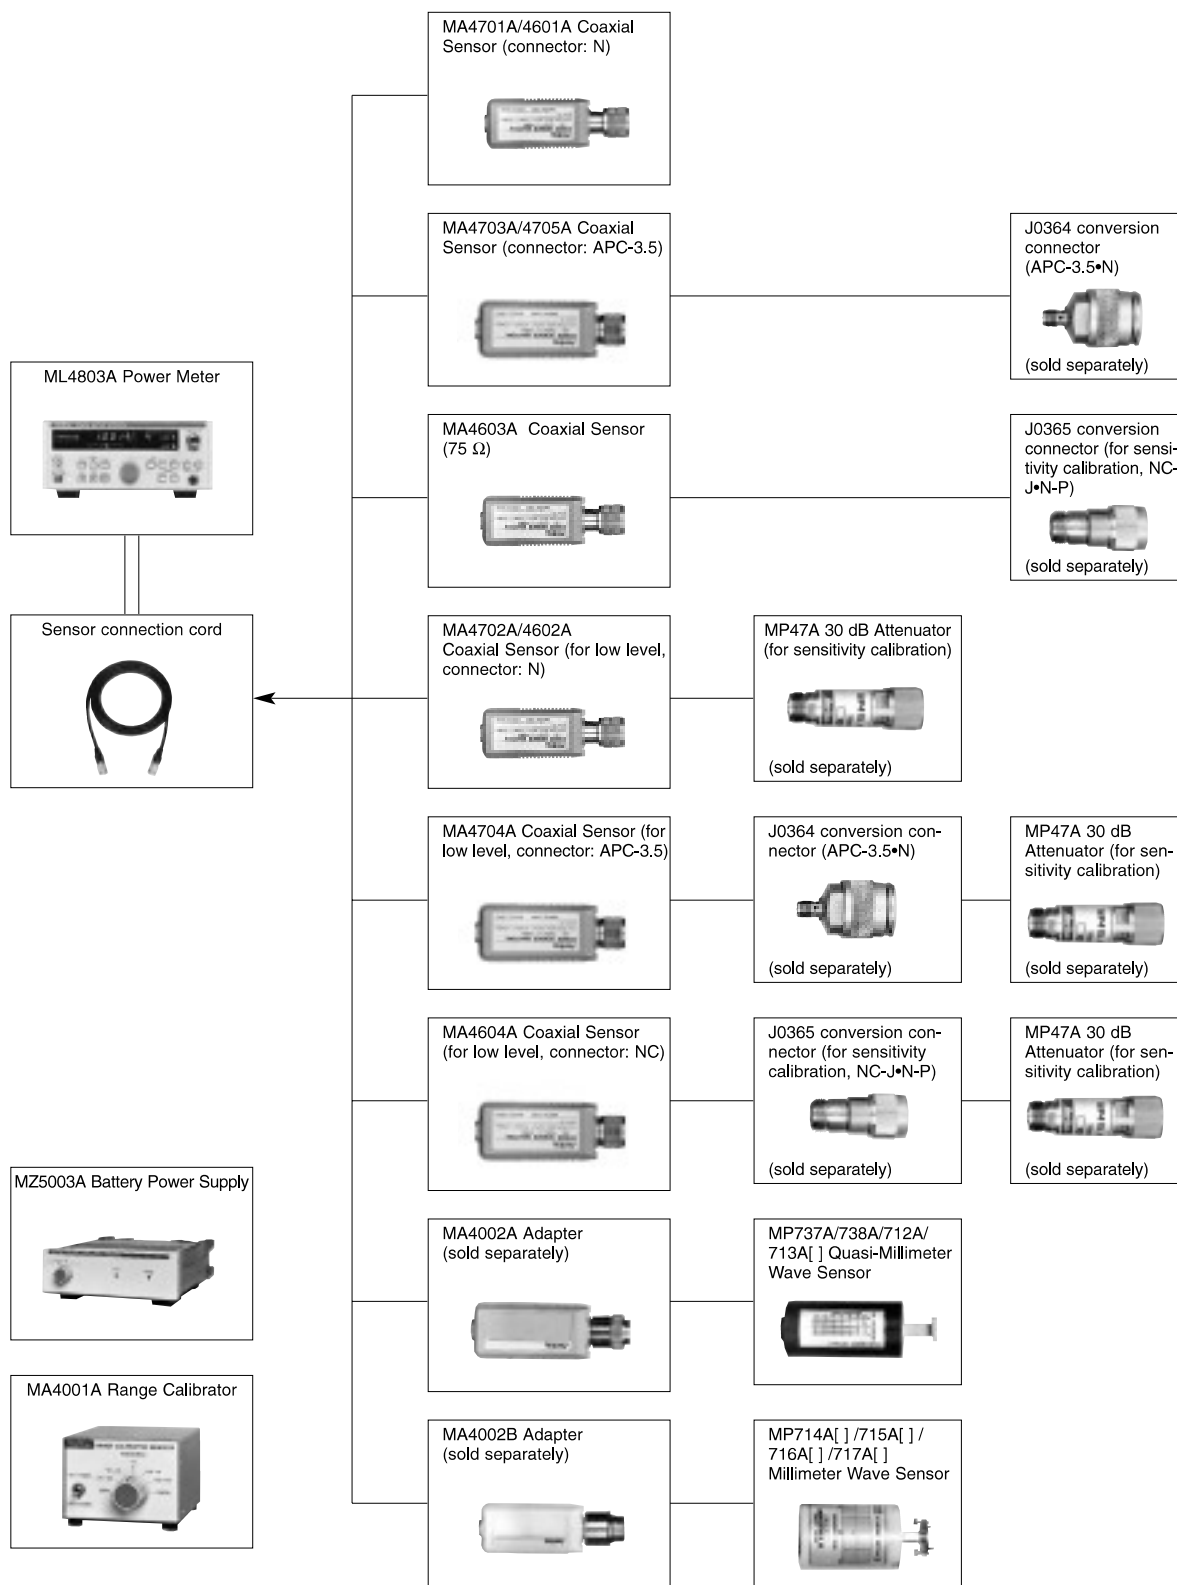 MA4701A/4601A Coaxial
Sensor (connector: N)
MA4703A/4705A Coaxial
Sensor (connector: APC-3.5)
J0364 conversion
connector
(APC-3.5•N)
(sold separately)
ML4803A Power Meter
MA4603A Coaxial Sensor
(75 Ω)
J0365 conversion
connector (for sensi-
tivity calibration, NC-
J•N-P)
(sold separately)
Sensor connection cord
MA4702A/4602A
Coaxial Sensor (for low level,
connector: N)
MP47A 30 dB Attenuator
(for sensitivity calibration)
(sold separately)
MA4704A Coaxial Sensor (for
low level, connector: APC-3.5)
J0364 conversion con-
nector (APC-3.5•N)
(sold separately)
MP47A 30 dB
Attenuator (for sen-
sitivity calibration)
(sold separately)
MA4604A Coaxial Sensor
(for low level, connector: NC)
J0365 conversion con-
nector (for sensitivity
calibration, NC-J•N-P)
(sold separately)
MP47A 30 dB
Attenuator (for sen-
sitivity calibration)
(sold separately)
MZ5003A Battery Power Supply
MA4002A Adapter
(sold separately)
MP737A/738A/712A/
713A[ ] Quasi-Millimeter
Wave Sensor
MA4001A Range Calibrator
MA4002B Adapter
(sold separately)
MP714A[ ] /715A[ ] /
716A[ ] /717A[ ]
Millimeter Wave Sensor